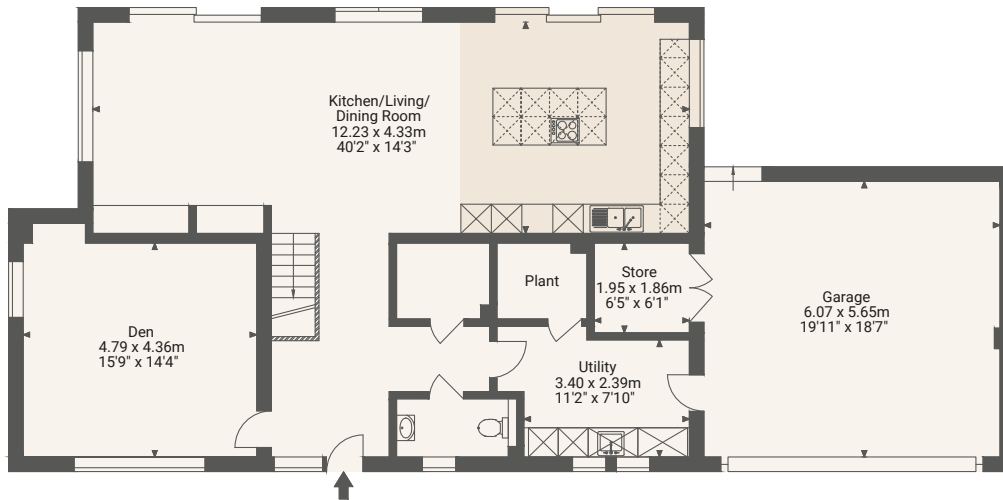 Kitchen/Living/
Dining Room
12.23 x 4.33m
40'2" x 14'3"
Den
4.79 x 4.36m
15'9" x 14'4"
Plant
Store
1.95 x 1.86m
6'5" x 6'1"
Utility
3.40 x 2.39m
11'2" x 7'10"
Garage
6.07 x 5.65m
19'11" x 18'7"